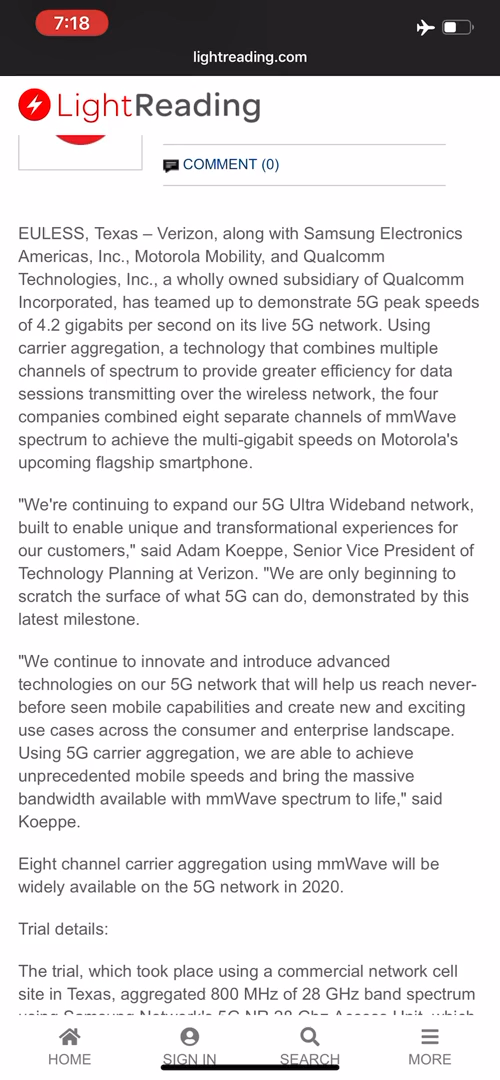 7:18
lightreading.com
LightReading
COMMENT (0)
EULESS, Texas – Verizon, along with Samsung Electronics
Americas, Inc., Motorola Mobility, and Qualcomm
Technologies, Inc., a wholly owned subsidiary of Qualcomm
Incorporated, has teamed up to demonstrate 5G peak speeds
of 4.2 gigabits per second on its live 5G network. Using
carrier aggregation, a technology that combines multiple
channels of spectrum to provide greater efficiency for data
sessions transmitting over the wireless network, the four
companies combined eight separate channels of mmWave
spectrum to achieve the multi-gigabit speeds on Motorola's
upcoming flagship smartphone.
"We're continuing to expand our 5G Ultra Wideband network,
built to enable unique and transformational experiences for
our customers," said Adam Koeppe, Senior Vice President of
Technology Planning at Verizon. "We are only beginning to
scratch the surface of what 5G can do, demonstrated by this
latest milestone.
"We continue to innovate and introduce advanced
technologies on our 5G network that will help us reach never-
before seen mobile capabilities and create new and exciting
use cases across the consumer and enterprise landscape.
Using 5G carrier aggregation, we are able to achieve
unprecedented mobile speeds and bring the massive
bandwidth available with mmWave spectrum to life," said
Koeppe.
Eight channel carrier aggregation using mmWave will be
widely available on the 5G network in 2020.
Trial details:
The trial, which took place using a commercial network cell
site in Texas, aggregated 800 MHz of 28 GHz band spectrum
using Samsung Network's 5G NR 28 Ghz Access Unit, which
HOME
SIGN IN
SEARCH
MORE